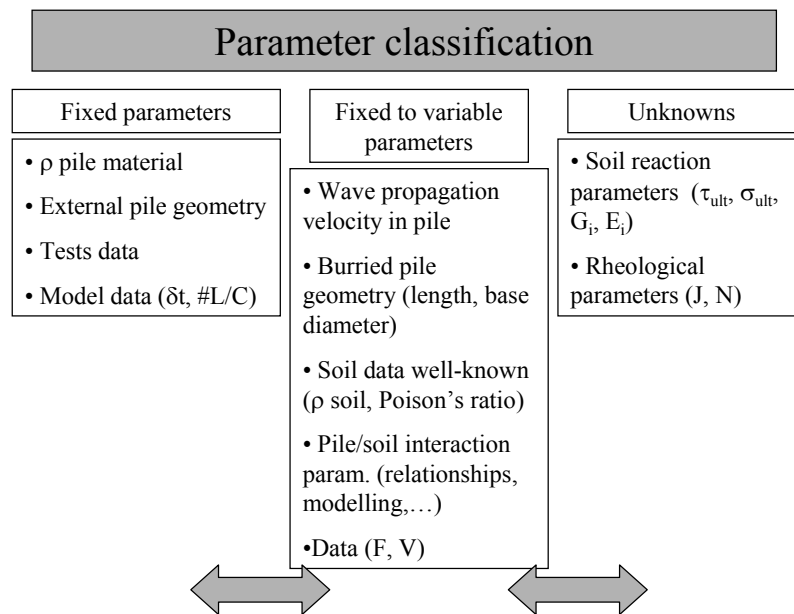 Parameter classification
Fixed parameters
• ρ pile material
• External pile geometry
• Tests data
• Model data (δt, #L/C)
Fixed to variable
parameters
• Wave propagation
velocity in pile
• Burried pile
geometry (length, base
diameter)
• Soil data well-known
(ρ soil, Poison's ratio)
• Pile/soil interaction
param. (relationships,
modelling,…)
•Data (F, V)
Unknowns
• Soil reaction
parameters (τult, σult,
Gi, Ei)
• Rheological
parameters (J, N)